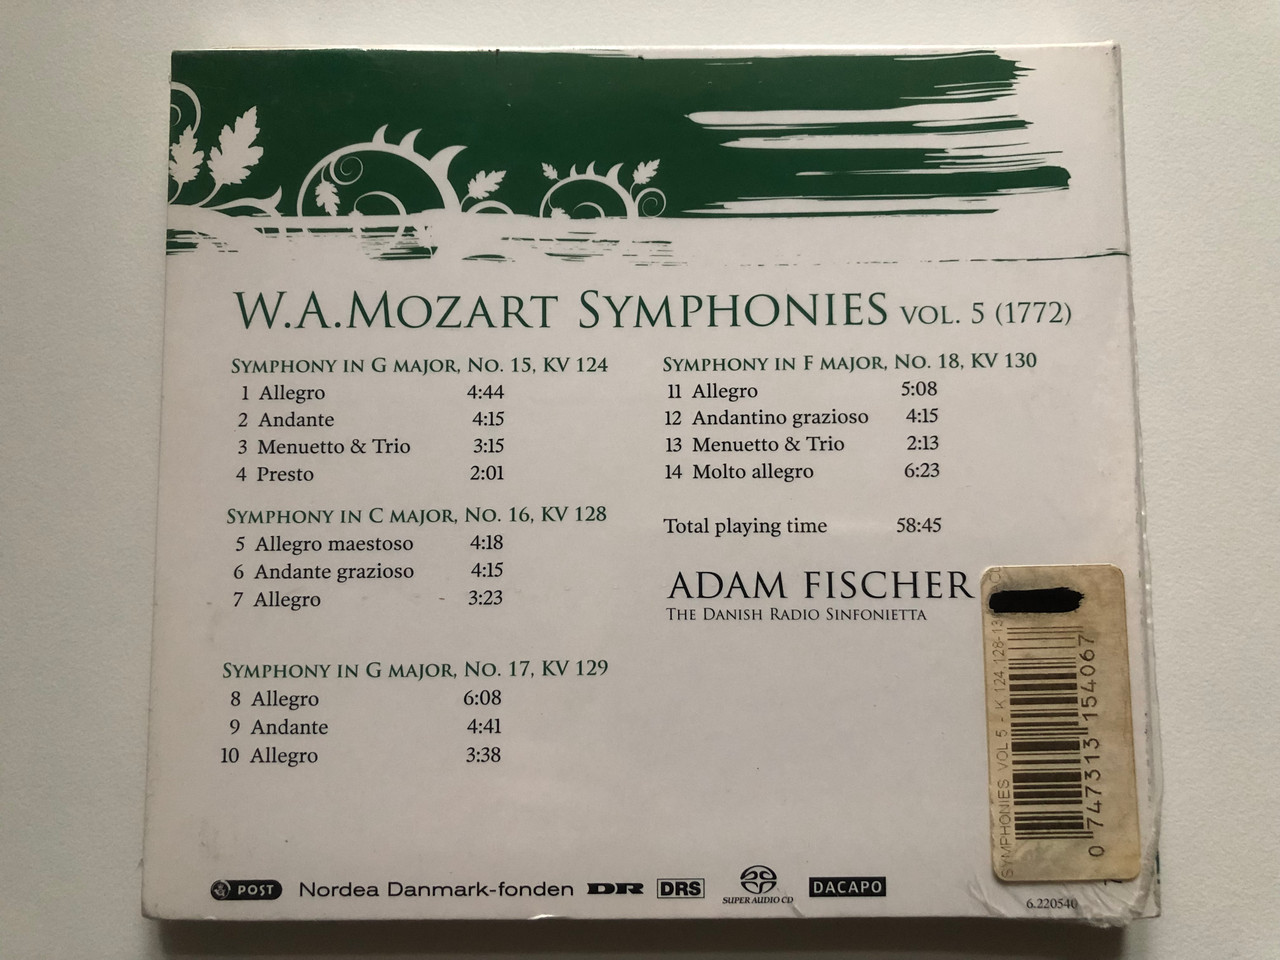 W.A.Mozart Symphonies vol. 5 (1772)
Symphony in G major, No. 15, KV 124
1 Allegro 4:44
2 Andante 4:15
3 Menuetto & Trio 3:15
4 Presto 2:01
Symphony in C major, No. 16, KV 128
5 Allegro maestoso 4:18
6 Andante grazioso 4:15
7 Allegro 3:23
Symphony in G major, No. 17, KV 129
8 Allegro 6:08
9 Andante 4:41
10 Allegro 3:38
Symphony in F major, No. 18, KV 130
11 Allegro 5:08
12 Andantino grazioso 4:15
13 Menuetto & Trio 2:13
14 Molto allegro 6:23
Total playing time 58:45
ADAM FISCHER
The Danish Radio Sinfonietta
SYMPHONIES VOL 5 - K 124,128-13
0 747313 154067
POST Nordea Danmark-fonden DR DRS SUPER AUDIO CD DACAPO
6.220540